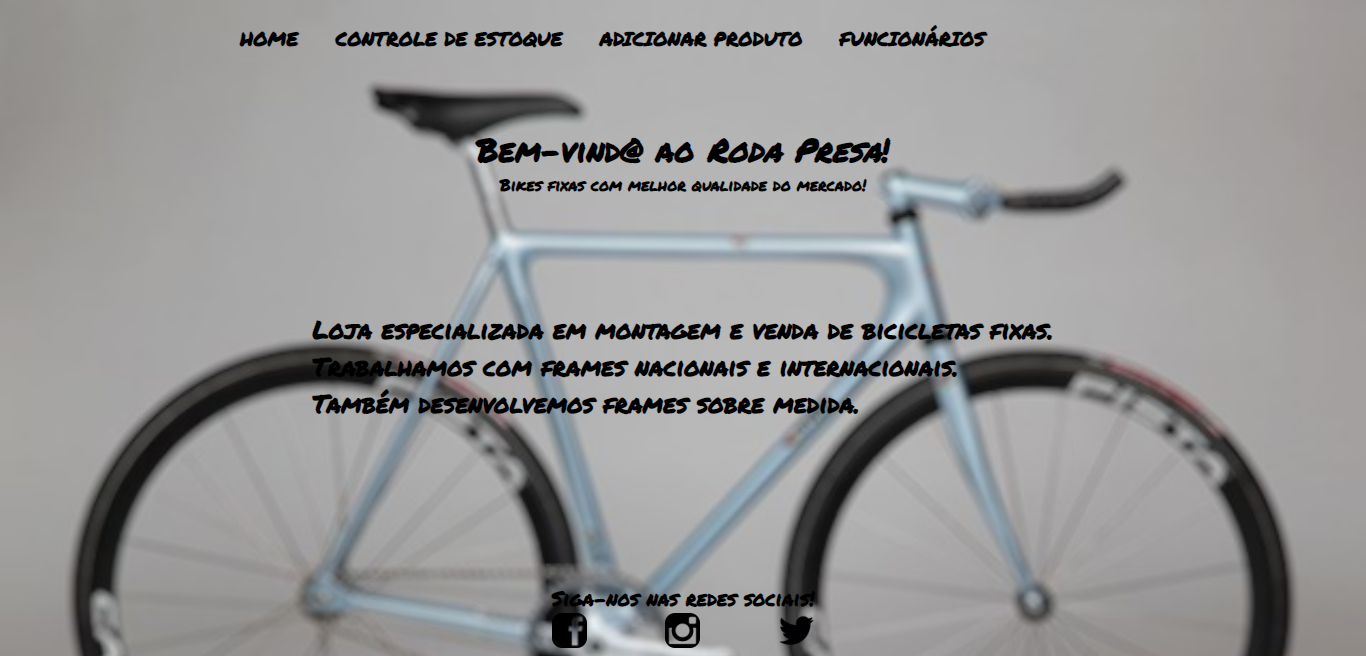 HOME CONTROLE DE ESTOQUE ADICIONAR PRODUTO FUNCIONÁRIOS
Bem-vind@ ao Roda Presa!
Bikes fixas com melhor qualidade do mercado!
Loja especializada em montagem e venda de bicicletas fixas.
Trabalhamos com frames nacionais e internacionais.
Também desenvolvemos frames sobre medida.
Siga-nos nas redes sociais!